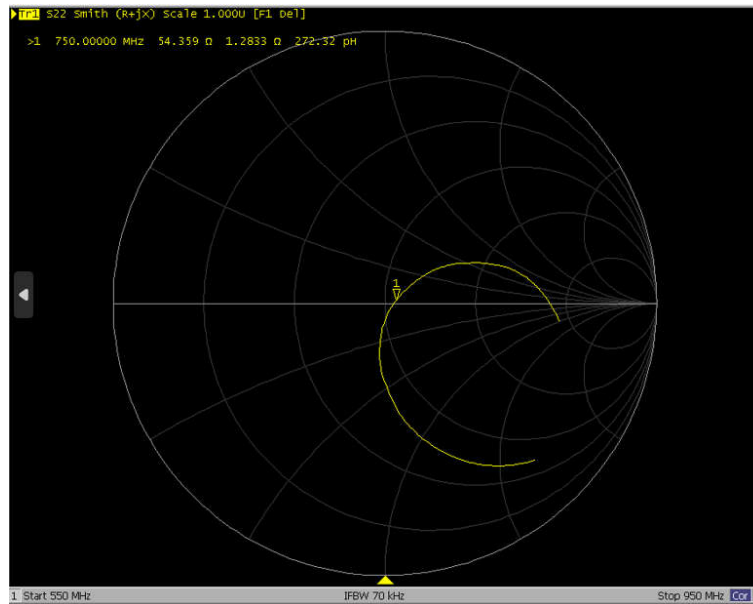 Tr1 S22 Smith (R+jX) Scale 1.000U [F1 Del]
>1 750.00000 MHz 54.359 Ω 1.2833 Ω 272.32 pH
1
1 Start 550 MHz IFBW 70 kHz Stop 950 MHz Cor